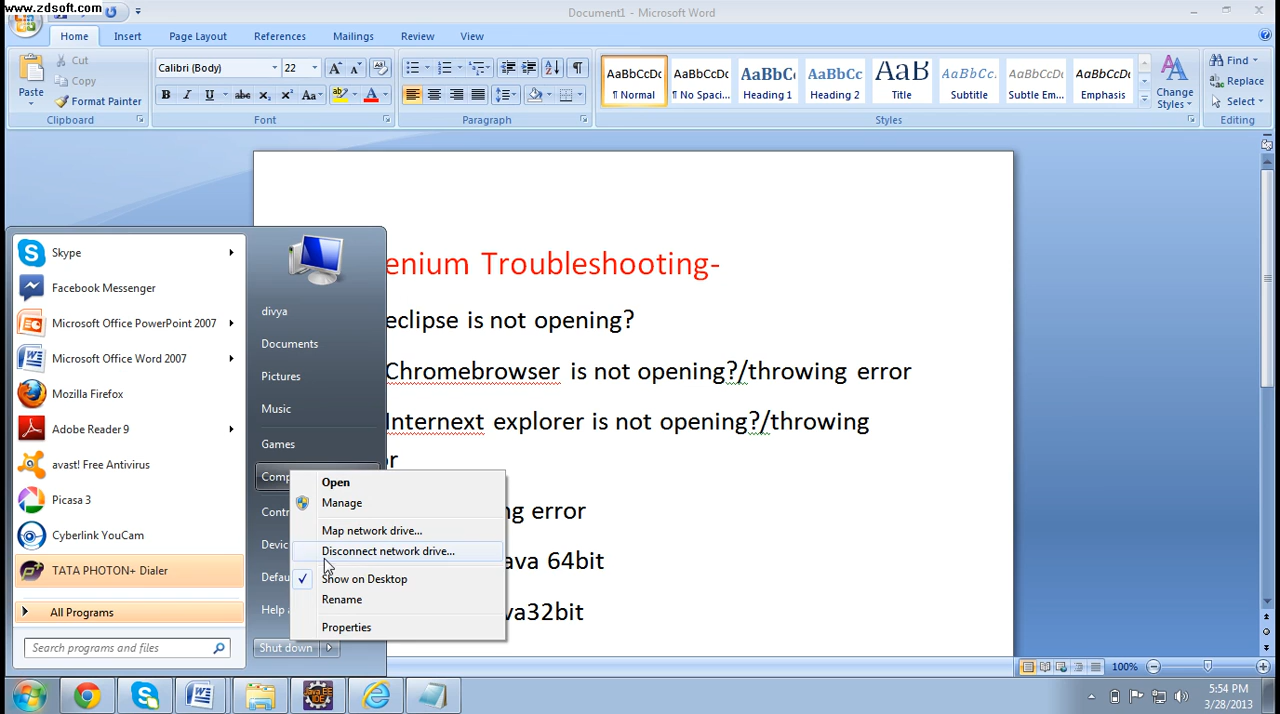 www.zdsoft.com
Document1 - Microsoft Word
Home Insert Page Layout References Mailings Review View
Paste
Cut
Copy
Format Painter
Clipboard
Calibri (Body) 22
Font
Paragraph
AaBbCcDc AaBbCcDc AaBbCc AaBbCc AaB AaBbCc. AaBbCcDc AaBbCcDc
¶ Normal ¶ No Spaci... Heading 1 Heading 2 Title Subtitle Subtle Em... Emphasis
Change
Styles
Styles
Find
Replace
Select
Editing
enium Troubleshooting-
eclipse is not opening?
Chromebrowser is not opening?/throwing error
Internext explorer is not opening?/throwing
r
ng error
ava 64bit
va32bit
Skype
Facebook Messenger
Microsoft Office PowerPoint 2007
Microsoft Office Word 2007
Mozilla Firefox
Adobe Reader 9
avast! Free Antivirus
Picasa 3
Cyberlink YouCam
TATA PHOTON+ Dialer
All Programs
Search programs and files
divya
Documents
Pictures
Music
Games
Comp
Contr
Devic
Defau
Help a
Shut down
Open
Manage
Map network drive...
Disconnect network drive...
Show on Desktop
Rename
Properties
100%
Java EE
IDE
5:54 PM
3/28/2013